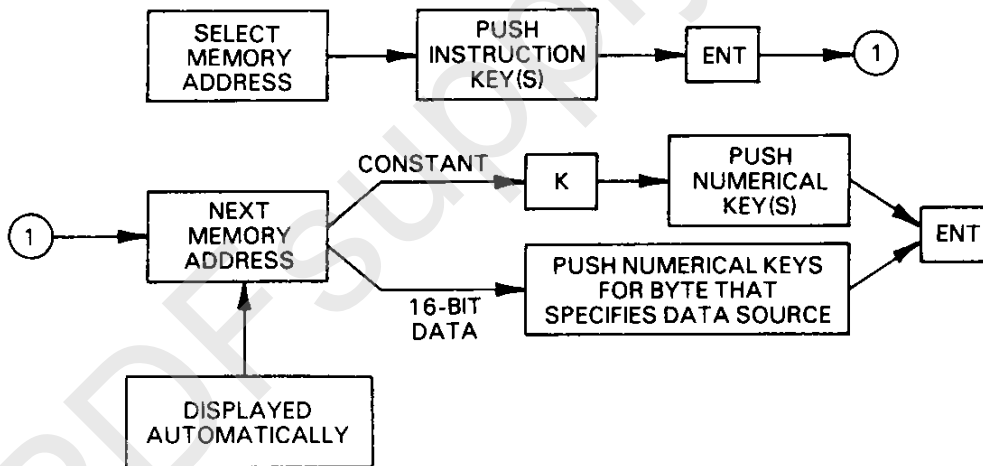 SELECT
MEMORY
ADDRESS
PUSH
INSTRUCTION
KEY(S)
ENT
1
CONSTANT
K
PUSH
NUMERICAL
KEY(S)
1
NEXT
MEMORY
ADDRESS
ENT
16-BIT
DATA
PUSH NUMERICAL KEYS
FOR BYTE THAT
SPECIFIES DATA SOURCE
DISPLAYED
AUTOMATICALLY
PDFsupply